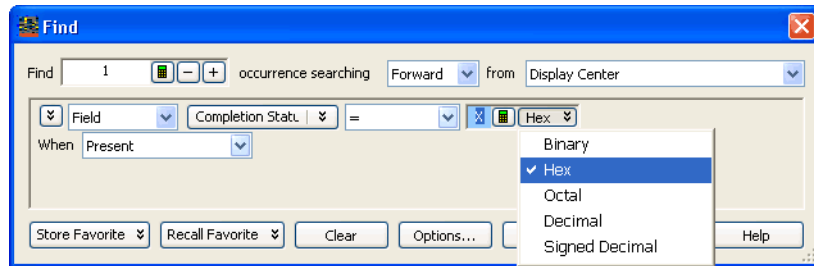 Find
Find 1 − + occurrence searching Forward from Display Center
Field Completion Statu = X Hex
When Present
Binary
✓ Hex
Octal
Decimal
Signed Decimal
Store Favorite Recall Favorite Clear Options... Help